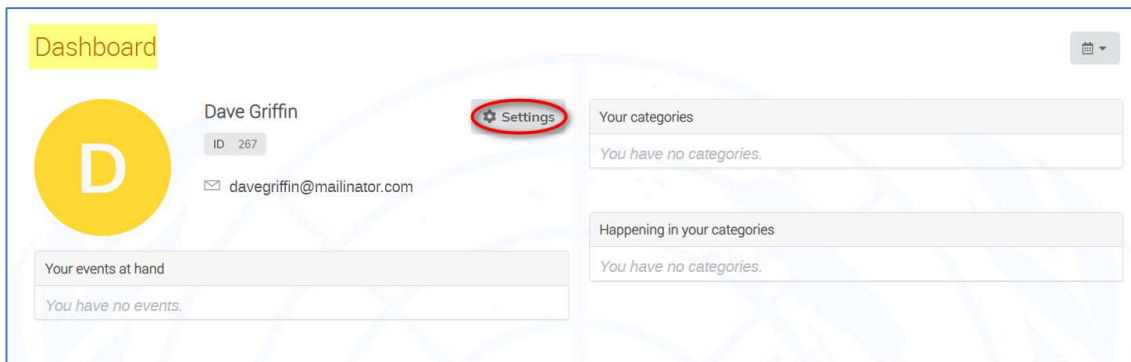 Dashboard
Dave Griffin
Settings
ID 267
D
davegriffin@mailinator.com
Your events at hand
You have no events.
Your categories
You have no categories.
Happening in your categories
You have no categories.